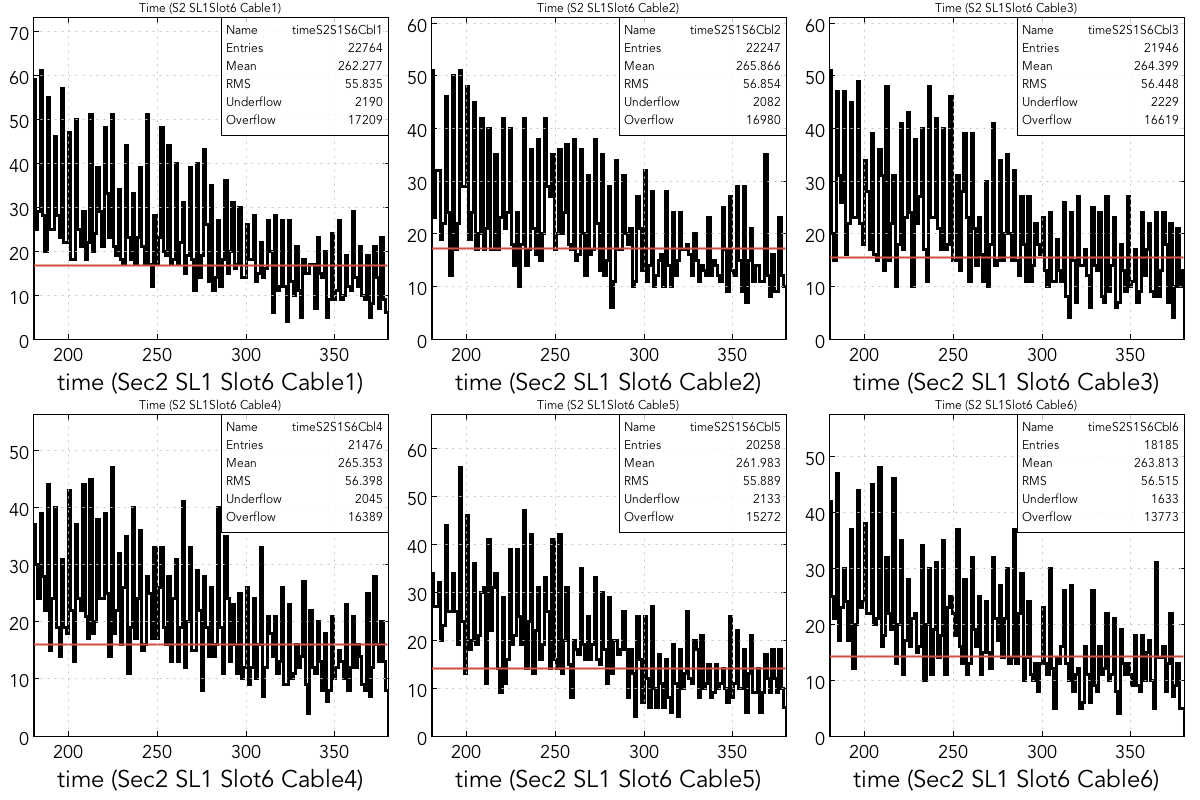 Time (S2 SL1Slot6 Cable1)
Name timeS2S1S6Cbl1
Entries 22764
Mean 262.277
RMS 55.835
Underflow 2190
Overflow 17209
70
60
50
40
30
20
10
0
200 250 300 350
time (Sec2 SL1 Slot6 Cable1)
Time (S2 SL1Slot6 Cable2)
Name timeS2S1S6Cbl2
Entries 22247
Mean 265.866
RMS 56.854
Underflow 2082
Overflow 16980
60
50
40
30
20
10
0
200 250 300 350
time (Sec2 SL1 Slot6 Cable2)
Time (S2 SL1Slot6 Cable3)
Name timeS2S1S6Cbl3
Entries 21946
Mean 264.399
RMS 56.448
Underflow 2229
Overflow 16619
60
50
40
30
20
10
0
200 250 300 350
time (Sec2 SL1 Slot6 Cable3)
Time (S2 SL1Slot6 Cable4)
Name timeS2S1S6Cbl4
Entries 21476
Mean 265.353
RMS 56.398
Underflow 2045
Overflow 16389
50
40
30
20
10
0
200 250 300 350
time (Sec2 SL1 Slot6 Cable4)
Time (S2 SL1Slot6 Cable5)
Name timeS2S1S6Cbl5
Entries 20258
Mean 261.983
RMS 55.889
Underflow 2133
Overflow 15272
60
50
40
30
20
10
0
200 250 300 350
time (Sec2 SL1 Slot6 Cable5)
Time (S2 SL1Slot6 Cable6)
Name timeS2S1S6Cbl6
Entries 18185
Mean 263.813
RMS 56.515
Underflow 1633
Overflow 13773
50
40
30
20
10
0
200 250 300 350
time (Sec2 SL1 Slot6 Cable6)